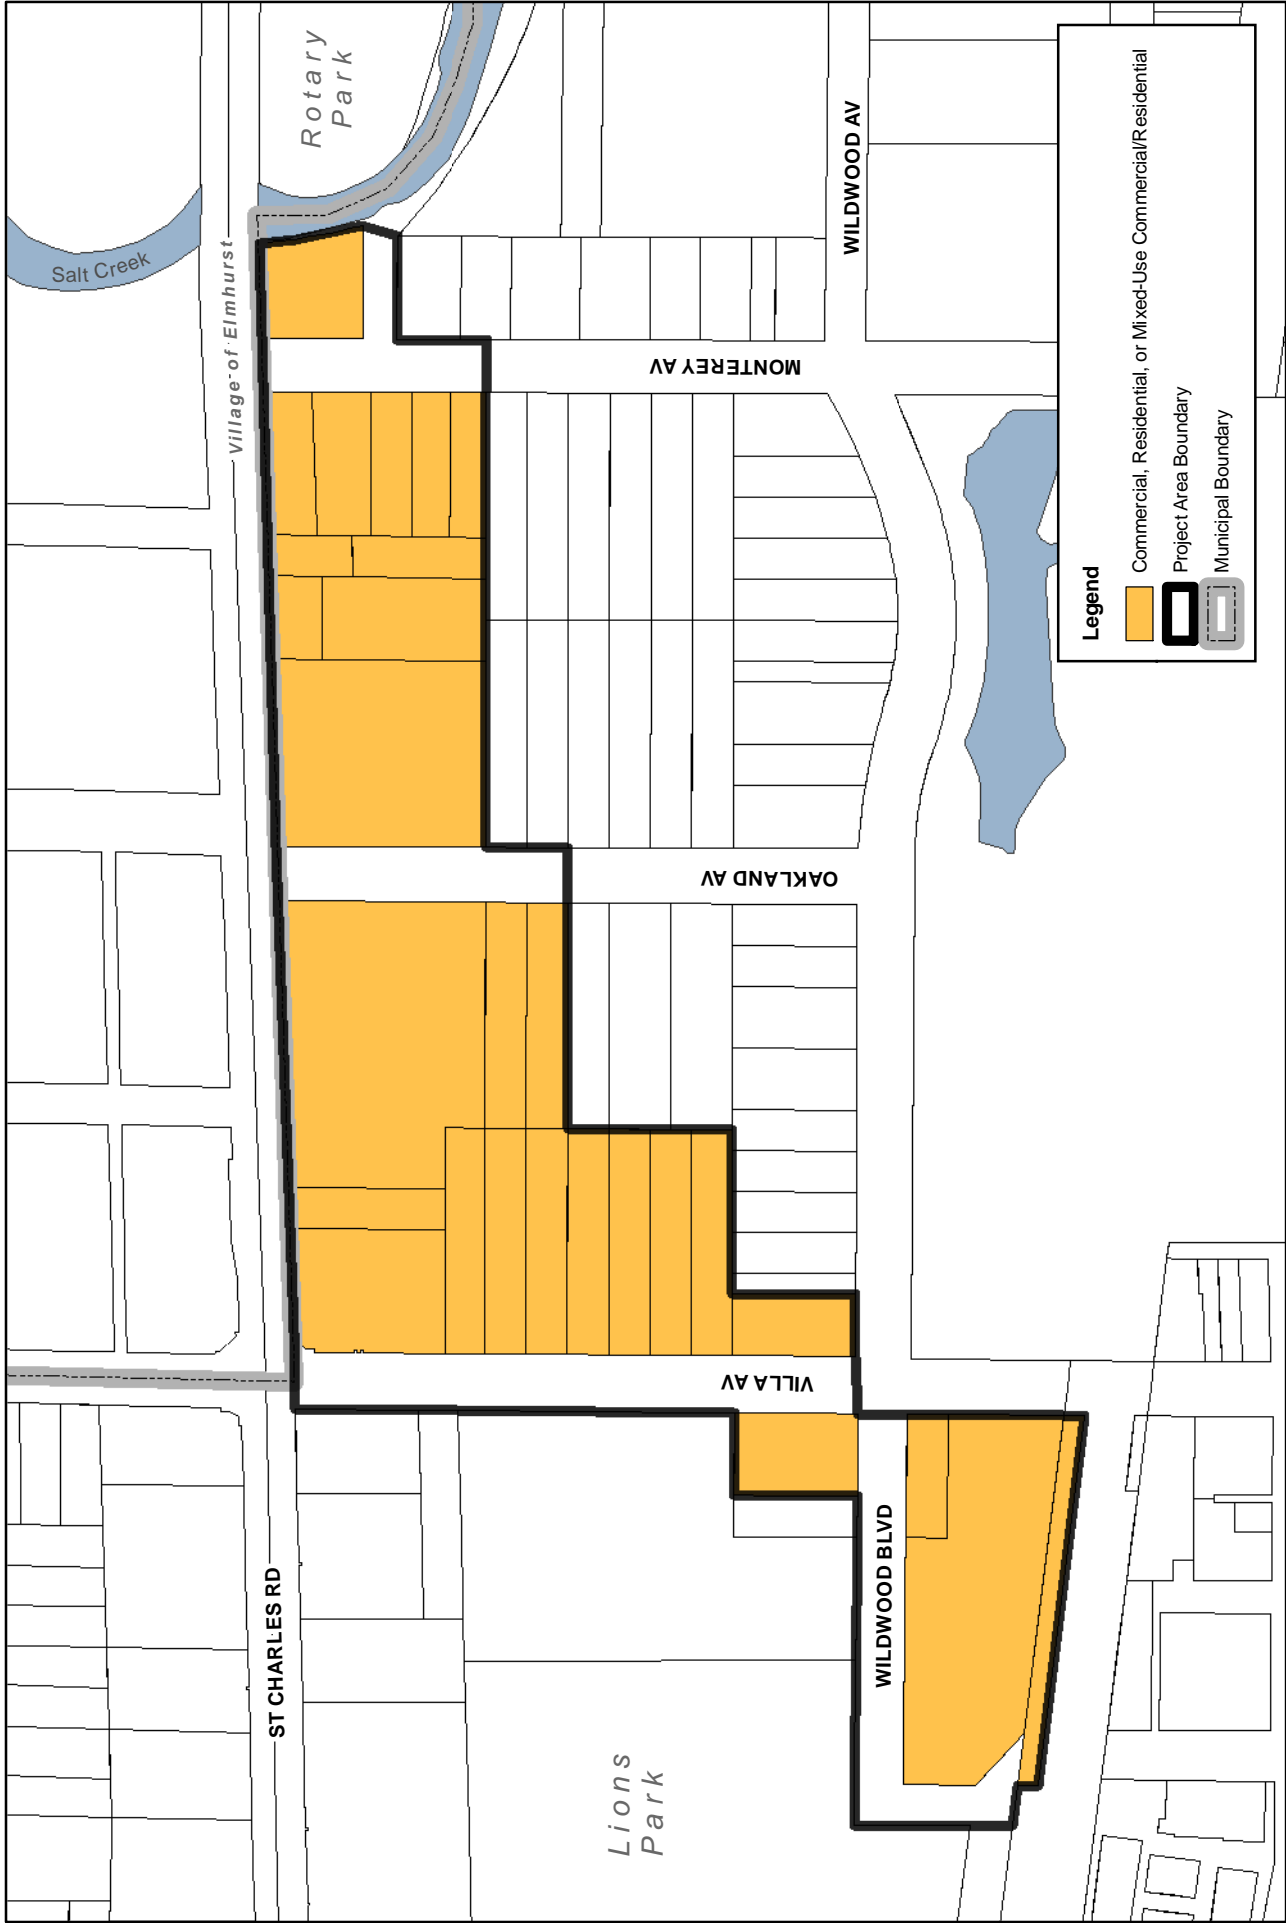 Salt Creek
Rotary
Park
Village of Elmhurst
ST CHARLES RD
WILDWOOD AV
MONTEREY AV
OAKLAND AV
VILLA AV
WILDWOOD BLVD
Lions
Park
Legend
Commercial, Residential, or Mixed-Use Commercial/Residential
Project Area Boundary
Municipal Boundary